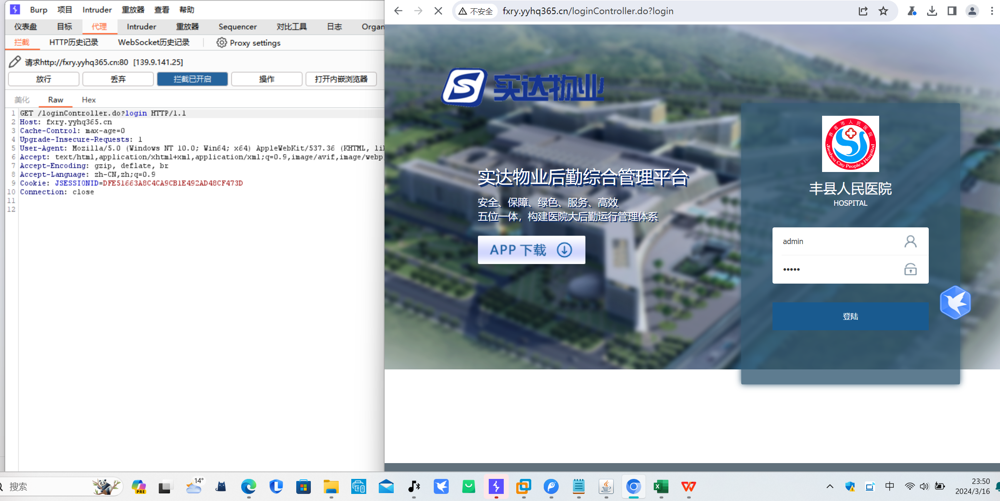 Burp 项目 Intruder 重放器 查看 帮助
仪表盘 目标 代理 Intruder 重放器 Sequencer 对比工具 日志 Organ
拦截 HTTP历史记录 WebSocket历史记录 Proxy settings
请求http://fxry.yyhq365.cn:80 [139.9.141.25]
放行 丢弃 拦截已开启 操作 打开内嵌浏览器
美化 Raw Hex
1 GET /loginController.do?login HTTP/1.1
2 Host: fxry.yyhq365.cn
3 Cache-Control: max-age=0
4 Upgrade-Insecure-Requests: 1
5 User-Agent: Mozilla/5.0 (Windows NT 10.0; Win64; x64) AppleWebKit/537.36 (KHTML, li
6 Accept: text/html,application/xhtml+xml,application/xml;q=0.9,image/avif,image/webp,
7 Accept-Encoding: gzip, deflate, br
8 Accept-Language: zh-CN,zh;q=0.9
9 Cookie: JSESSIONID=DFE51663A8C4CA9CB1E492AD48CF473D
10 Connection: close
11
12
不安全 fxry.yyhq365.cn/loginController.do?login
实达物业
实达物业后勤综合管理平台
安全、保障、绿色、服务、高效
五位一体，构建医院大后勤运行管理体系
APP 下载
界首市人民医院
Jieshou City People's Hospital
丰县人民医院
HOSPITAL
admin
•••••
登陆
搜索
PRE
14°
中
23:50
2024/3/16